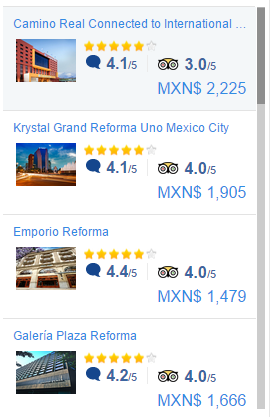 Camino Real Connected to International ...
4.1/5 3.0/5
MXN$ 2,225
Krystal Grand Reforma Uno Mexico City
4.1/5 4.0/5
MXN$ 1,905
Emporio Reforma
4.4/5 4.0/5
MXN$ 1,479
Galería Plaza Reforma
4.2/5 4.0/5
MXN$ 1,666